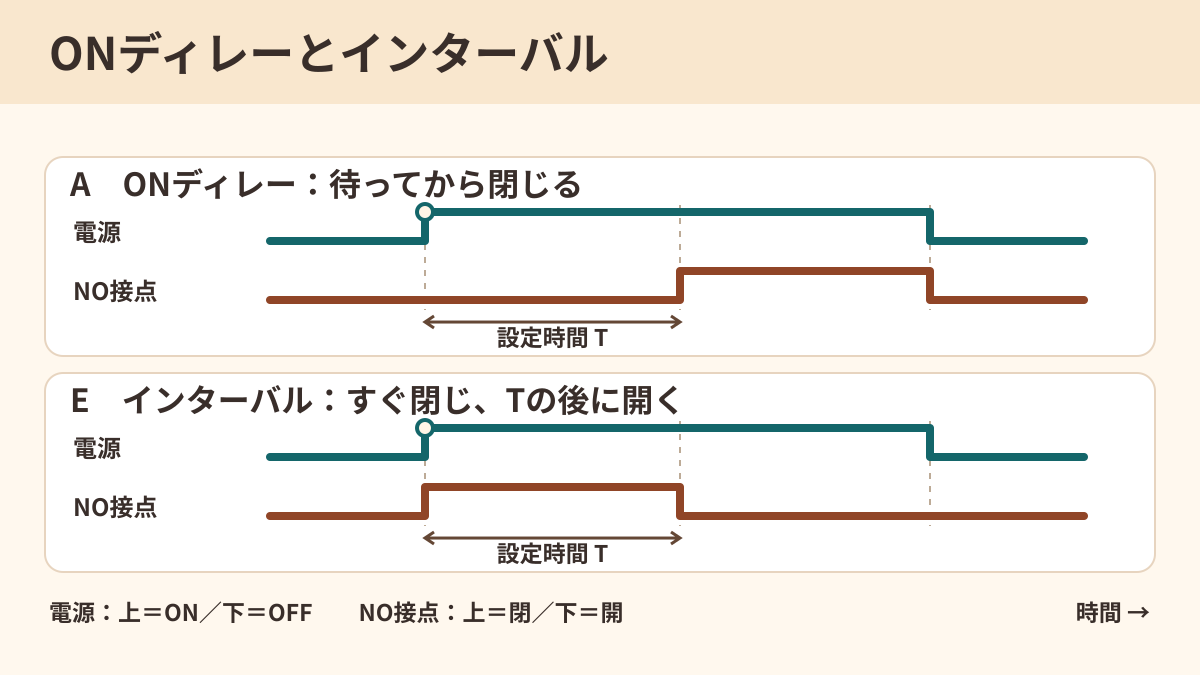 ONディレーとインターバル
A　ONディレー：待ってから閉じる
電源
NO接点
設定時間 T
E　インターバル：すぐ閉じ、Tの後に開く
電源
NO接点
設定時間 T
電源：上＝ON／下＝OFF　　NO接点：上＝閉／下＝開
時間 →